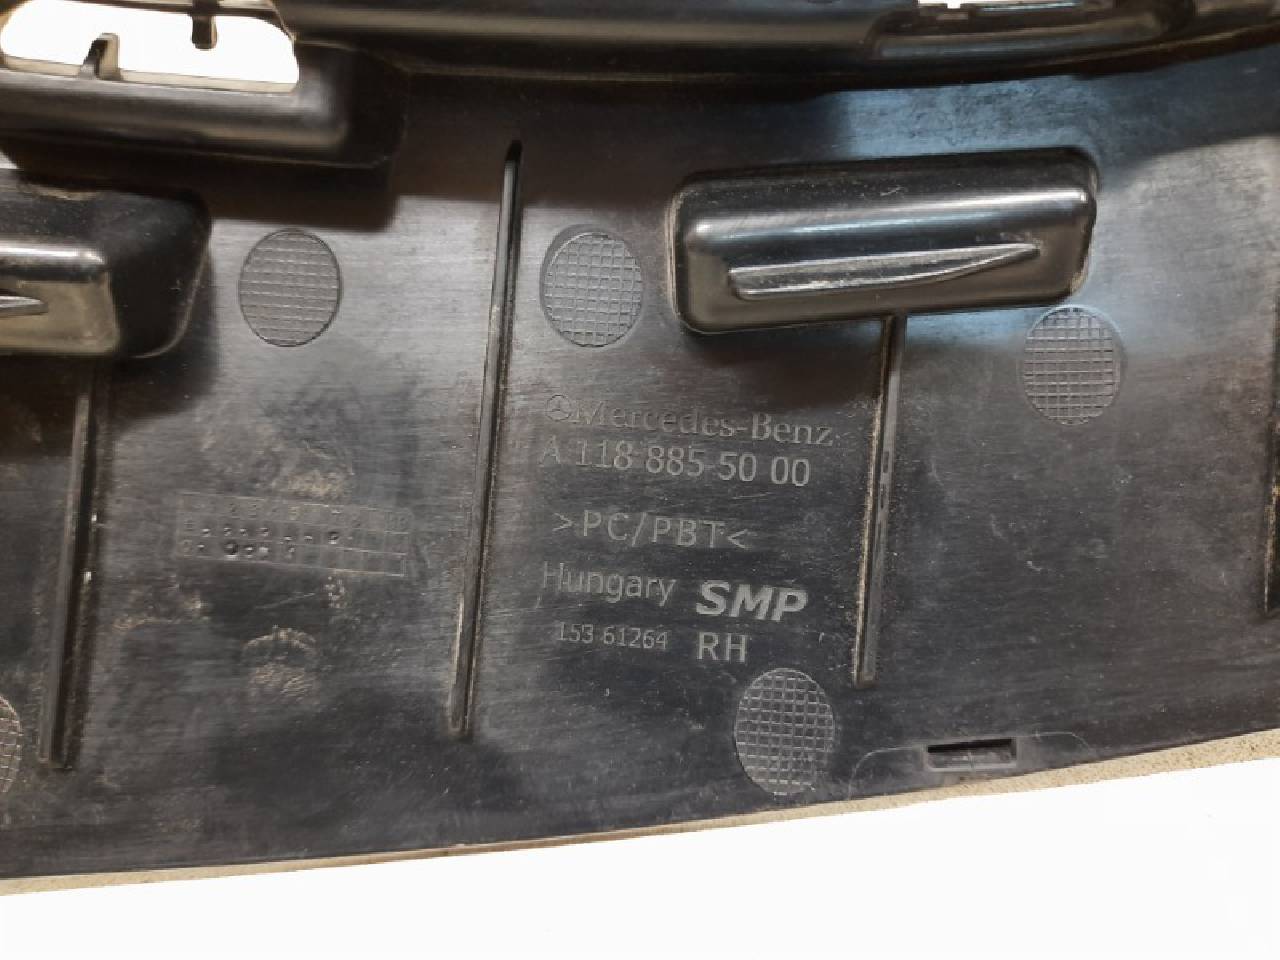 Mercedes-Benz
A 118 885 50 00
>PC/PBT<
Hungary SMP
153 61264 RH